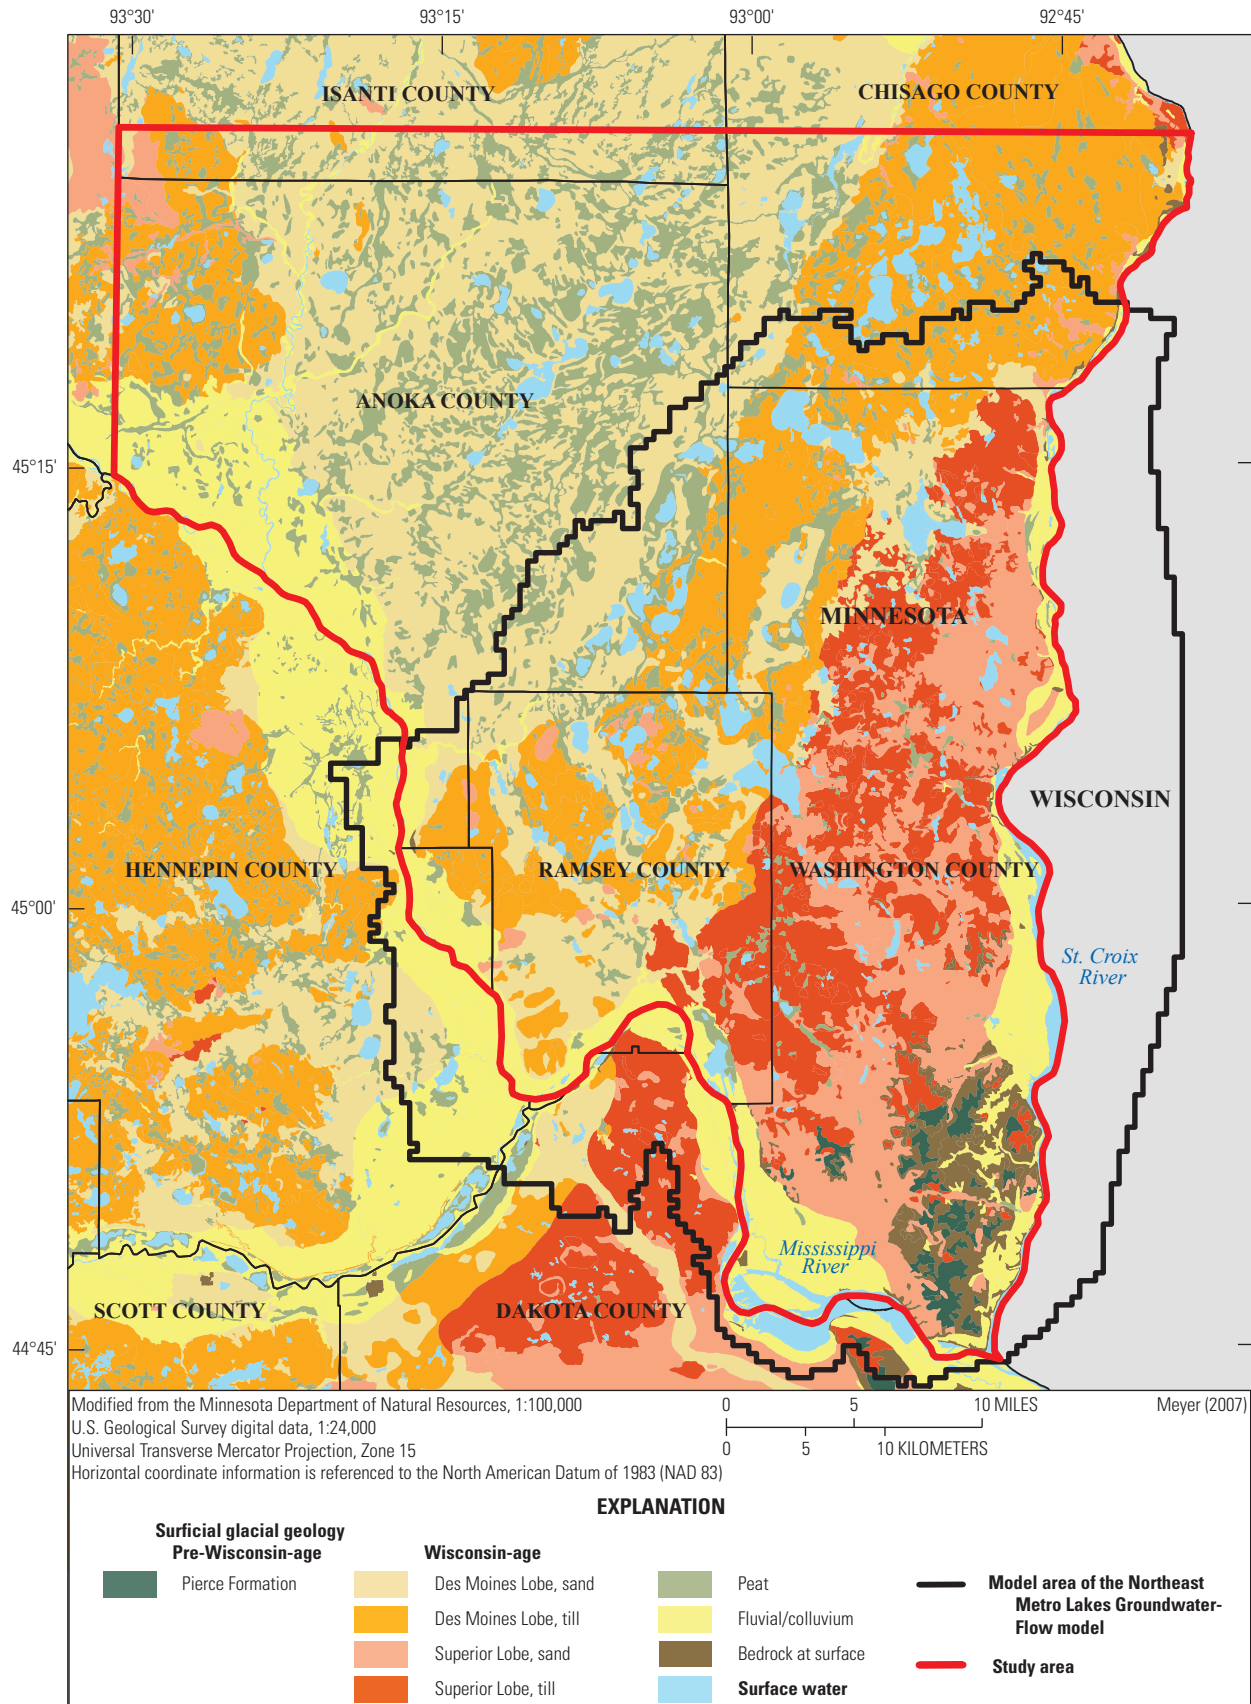 93°30'
93°15'
93°00'
92°45'
ISANTI COUNTY
CHISAGO COUNTY
ANOKA COUNTY
45°15'
MINNESOTA
WISCONSIN
HENNEPIN COUNTY
RAMSEY COUNTY
WASHINGTON COUNTY
45°00'
St. Croix
River
Mississippi
River
SCOTT COUNTY
DAKOTA COUNTY
44°45'
Modified from the Minnesota Department of Natural Resources, 1:100,000
U.S. Geological Survey digital data, 1:24,000
Universal Transverse Mercator Projection, Zone 15
Horizontal coordinate information is referenced to the North American Datum of 1983 (NAD 83)
0 5 10 MILES
0 5 10 KILOMETERS
Meyer (2007)
EXPLANATION
Surficial glacial geology
Pre-Wisconsin-age
Pierce Formation
Wisconsin-age
Des Moines Lobe, sand
Des Moines Lobe, till
Superior Lobe, sand
Superior Lobe, till
Peat
Fluvial/colluvium
Bedrock at surface
Surface water
Model area of the Northeast
Metro Lakes Groundwater-
Flow model
Study area